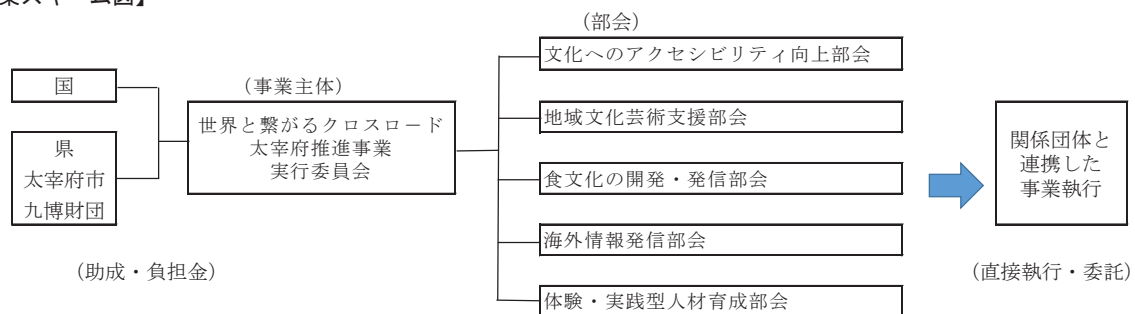 業スキーム図】
国
県
太宰府市
九博財団
(助成・負担金)
(事業主体)
世界と繋がるクロスロード
太宰府推進事業
実行委員会
(部会)
文化へのアクセシビリティ向上部会
地域文化芸術支援部会
食文化の開発・発信部会
海外情報発信部会
体験・実践型人材育成部会
関係団体と
連携した
事業執行
(直接執行・委託)